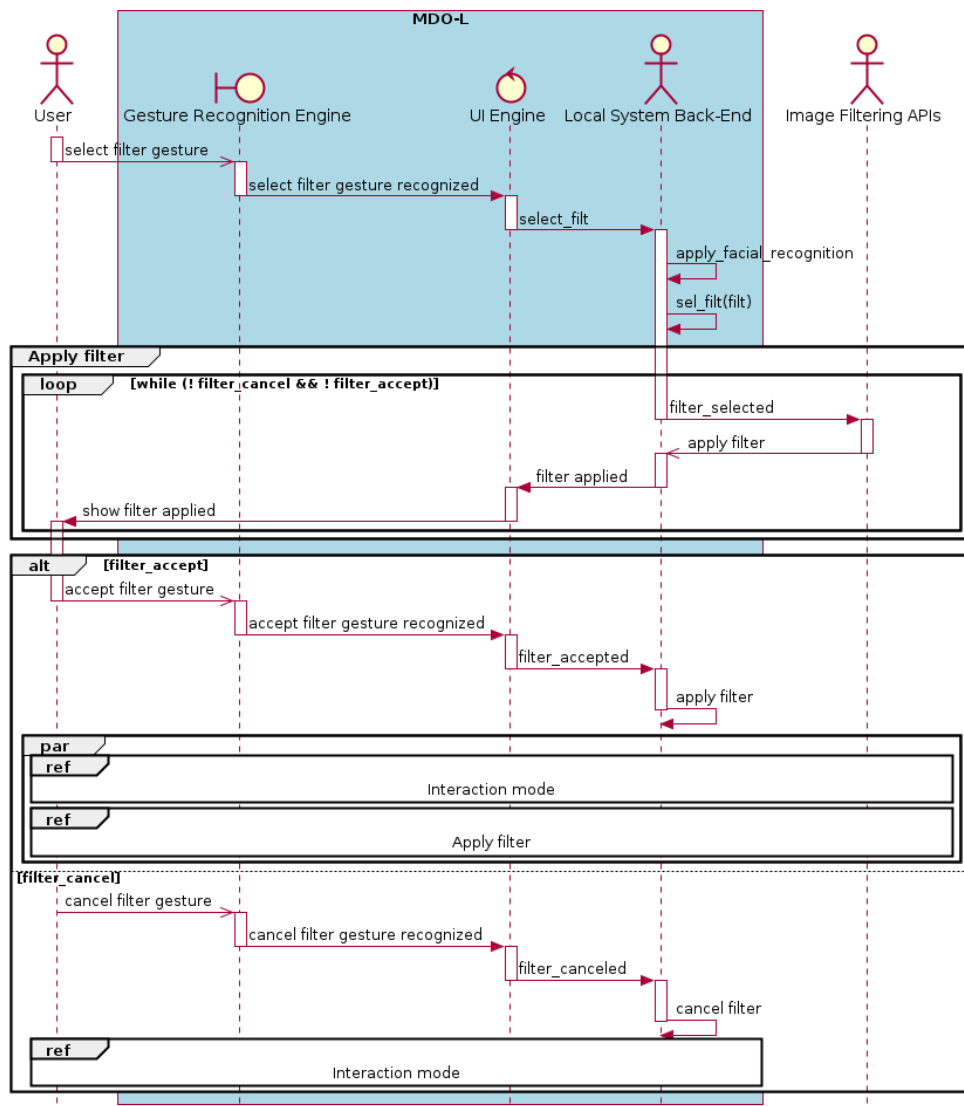 MDO-L
User
Gesture Recognition Engine
UI Engine
Local System Back-End
Image Filtering APIs
select filter gesture
select filter gesture recognized
select_filt
apply_facial_recognition
sel_filt(filt)
Apply filter
loop [while (! filter_cancel && ! filter_accept)]
filter_selected
apply filter
filter applied
show filter applied
alt [filter_accept]
accept filter gesture
accept filter gesture recognized
filter_accepted
apply filter
par
ref
Interaction mode
ref
Apply filter
[filter_cancel]
cancel filter gesture
cancel filter gesture recognized
filter_canceled
cancel filter
ref
Interaction mode